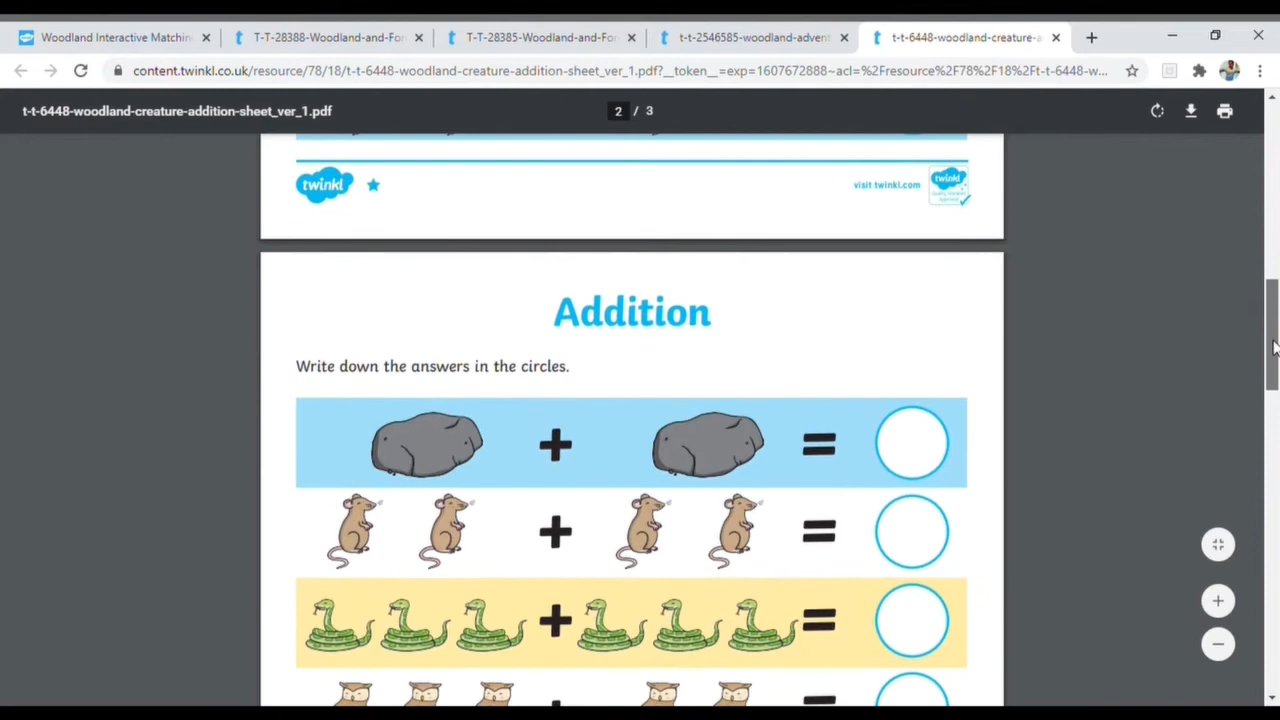 Woodland Interactive Matchin
T-T-28388-Woodland-and-For
T-T-28385-Woodland-and-For
t-t-2546585-woodland-advent
t-t-6448-woodland-creature-a
content.twinkl.co.uk/resource/78/18/t-t-6448-woodland-creature-addition-sheet_ver_1.pdf?__token__=exp=1607672888~acl=%2Fresource%2F78%2F18%2Ft-t-6448-w...
t-t-6448-woodland-creature-addition-sheet_ver_1.pdf
2 / 3
twinkl
visit twinkl.com
twinkl
Addition
Write down the answers in the circles.
+ =
+ =
+ =